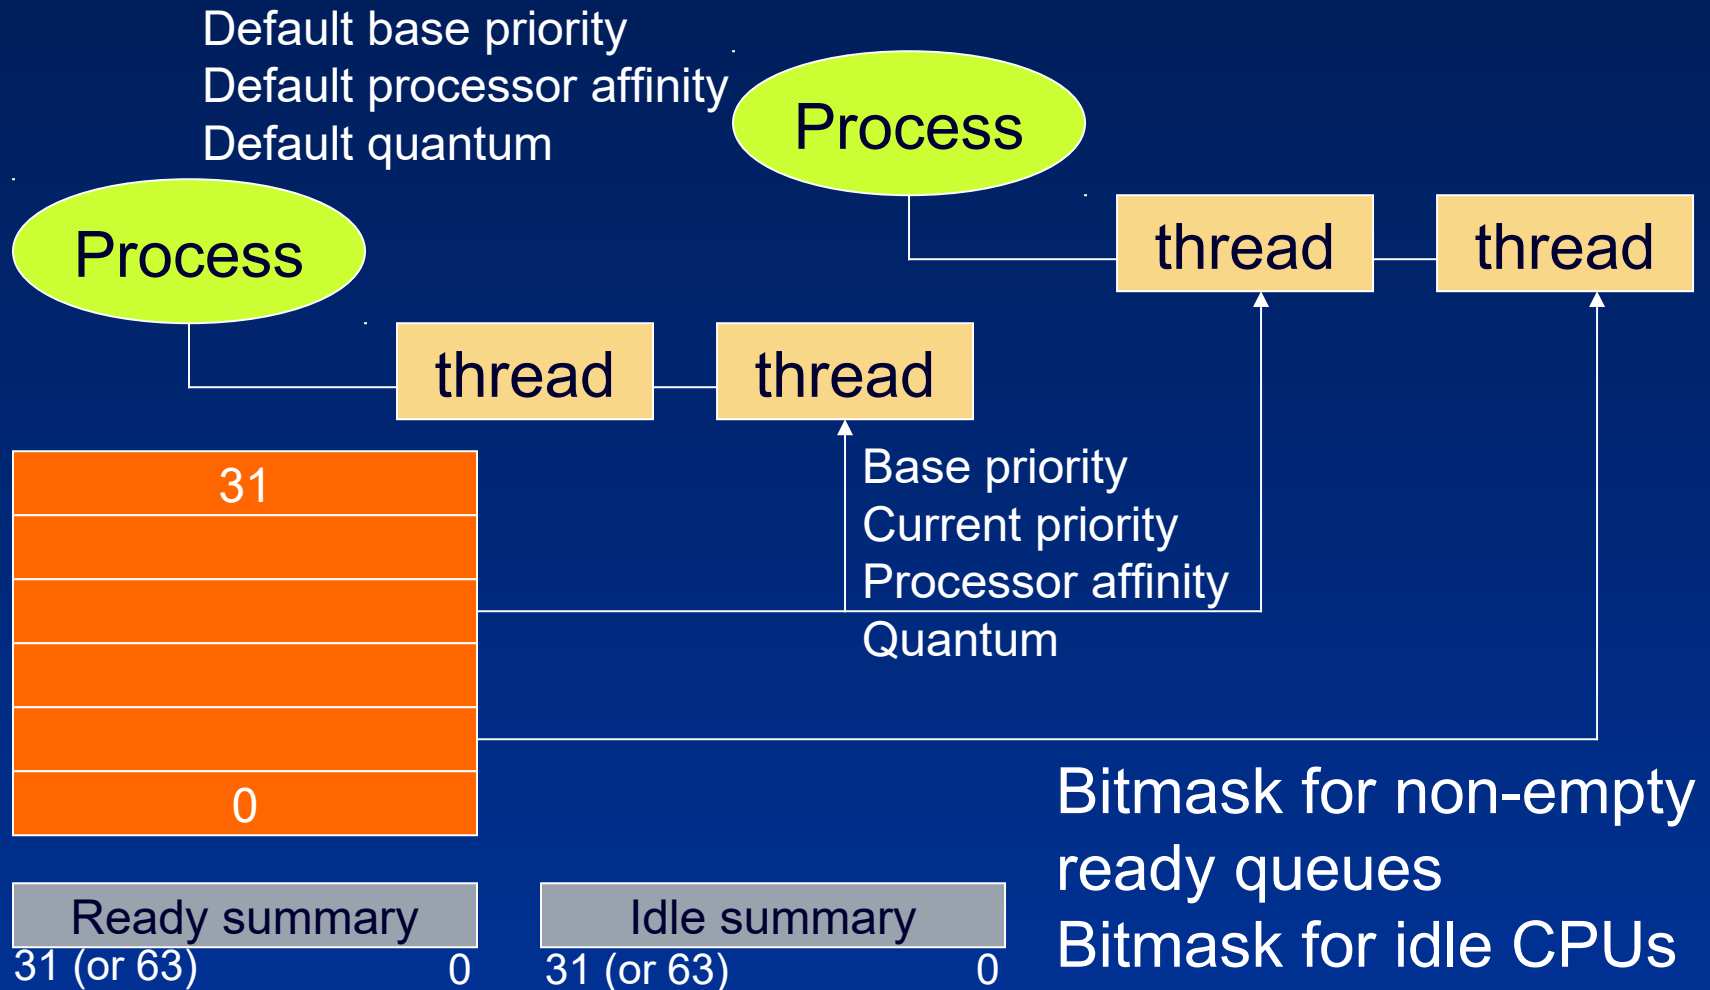 Default base priority
Default processor affinity
Default quantum
Process
Process
thread
thread
thread
thread
Base priority
Current priority
Processor affinity
Quantum
31
0
Ready summary
31 (or 63) 0
Idle summary
31 (or 63) 0
Bitmask for non-empty
ready queues
Bitmask for idle CPUs